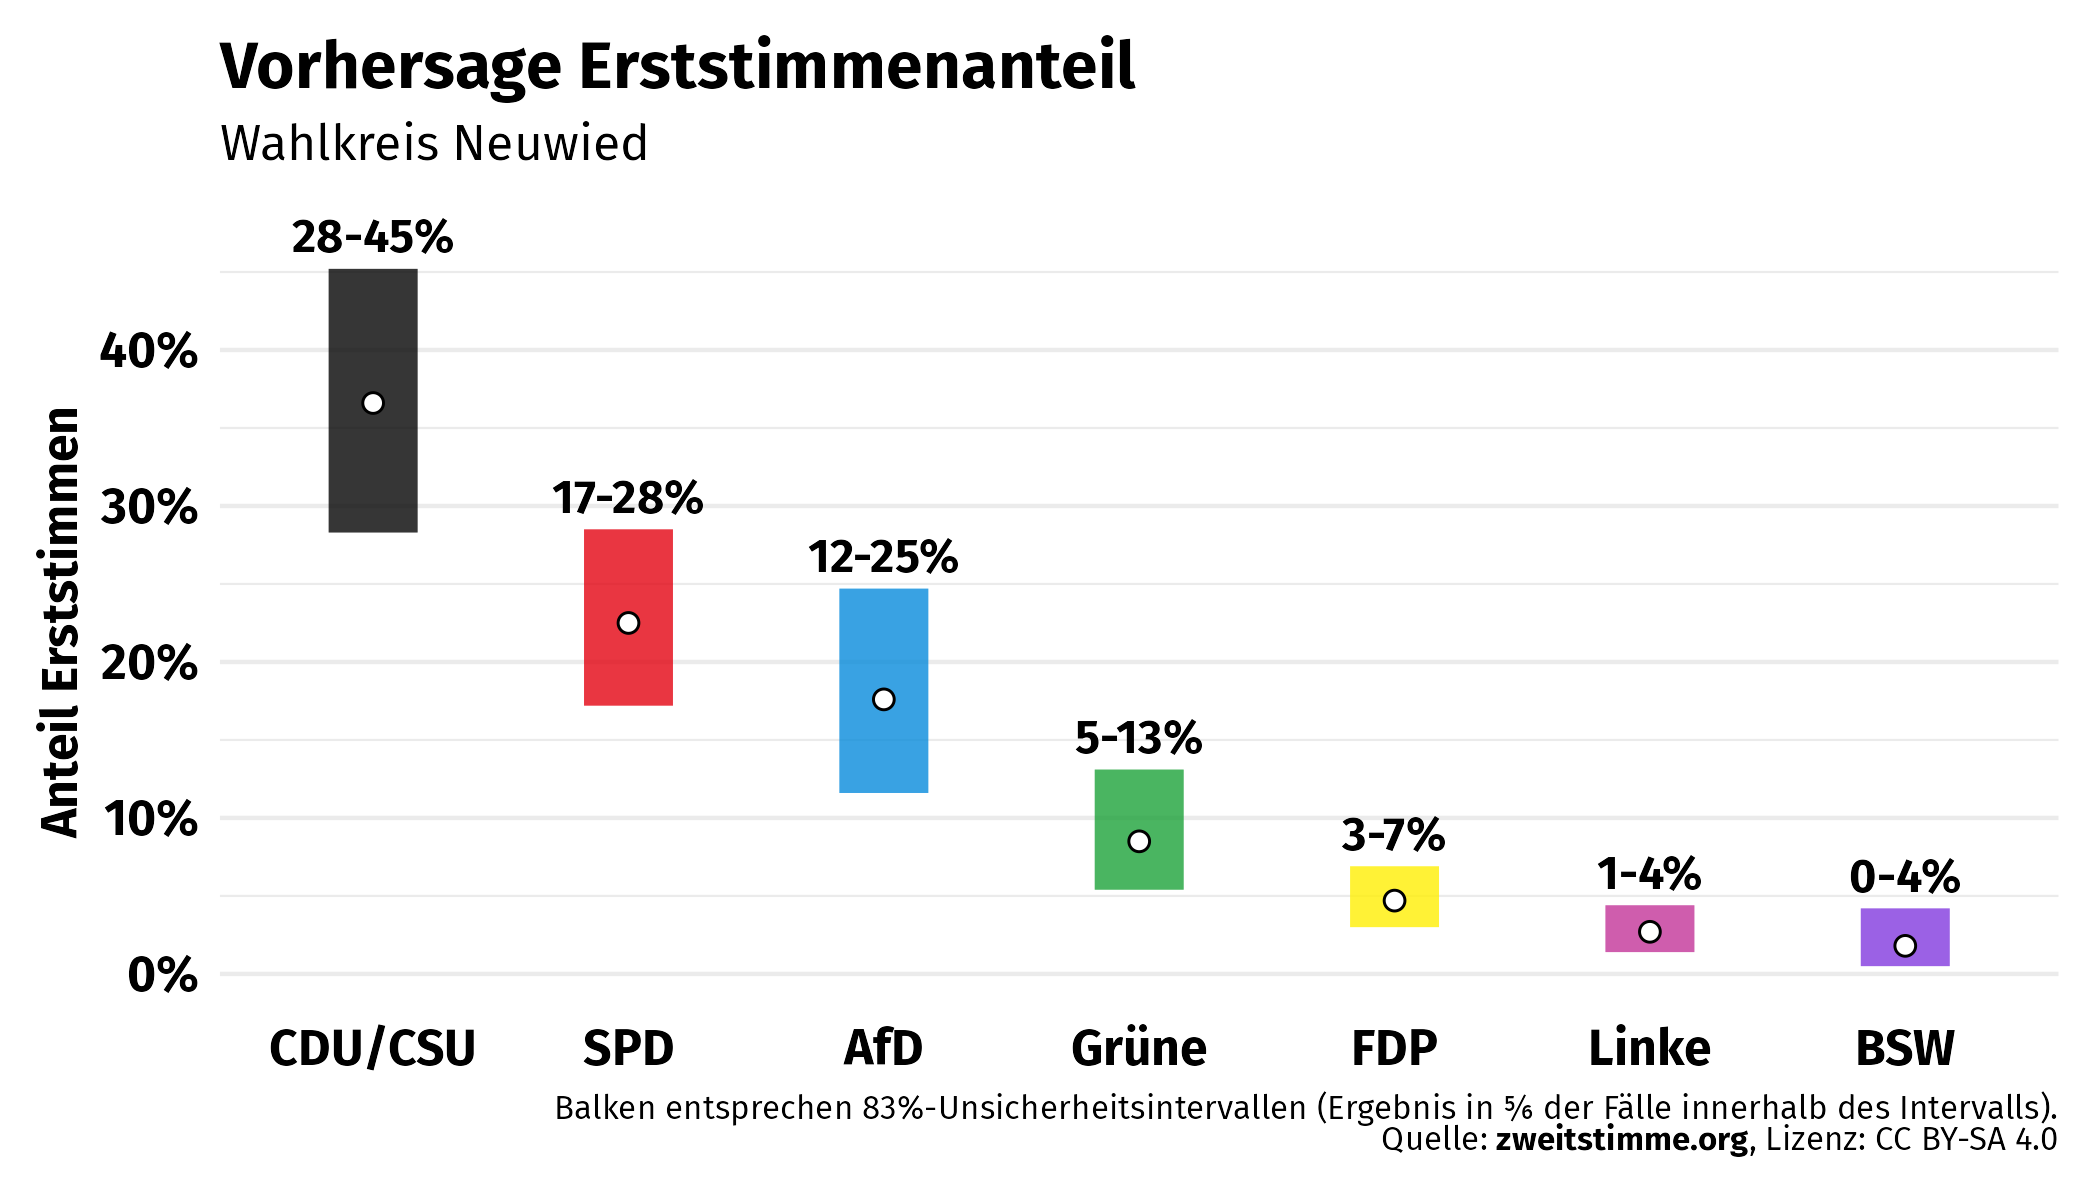 Vorhersage Erststimmenanteil
Wahlkreis Neuwied
28-45%
17-28%
12-25%
5-13%
3-7%
1-4%
0-4%
40%
30%
20%
10%
0%
Anteil Erststimmen
CDU/CSU SPD AfD Grüne FDP Linke BSW
Balken entsprechen 83%-Unsicherheitsintervallen (Ergebnis in ⅚ der Fälle innerhalb des Intervalls).
Quelle: zweitstimme.org, Lizenz: CC BY-SA 4.0